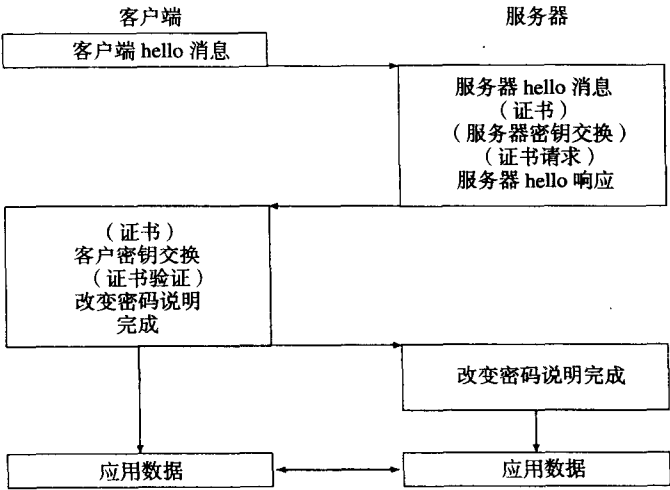 客户端
服务器
客户端 hello 消息
服务器 hello 消息
（证书）
（服务器密钥交换）
（证书请求）
服务器 hello 响应
（证书）
客户密钥交换
（证书验证）
改变密码说明
完成
改变密码说明完成
应用数据
应用数据